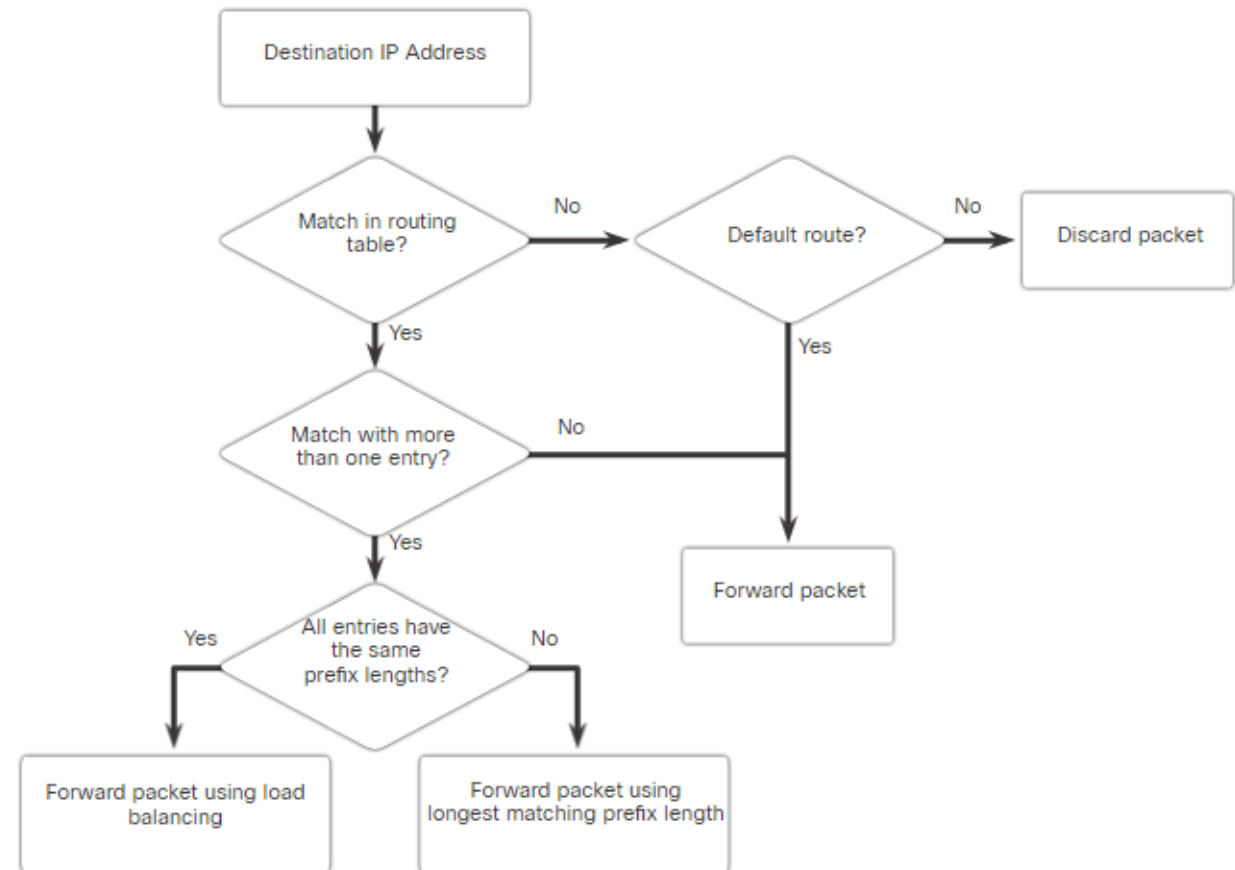 Destination IP Address
Match in routing
table?
No
Default route?
No
Discard packet
Yes
Yes
Match with more
than one entry?
No
Yes
Forward packet
All entries have
the same
prefix lengths?
Yes
No
Forward packet using load
balancing
Forward packet using
longest matching prefix length